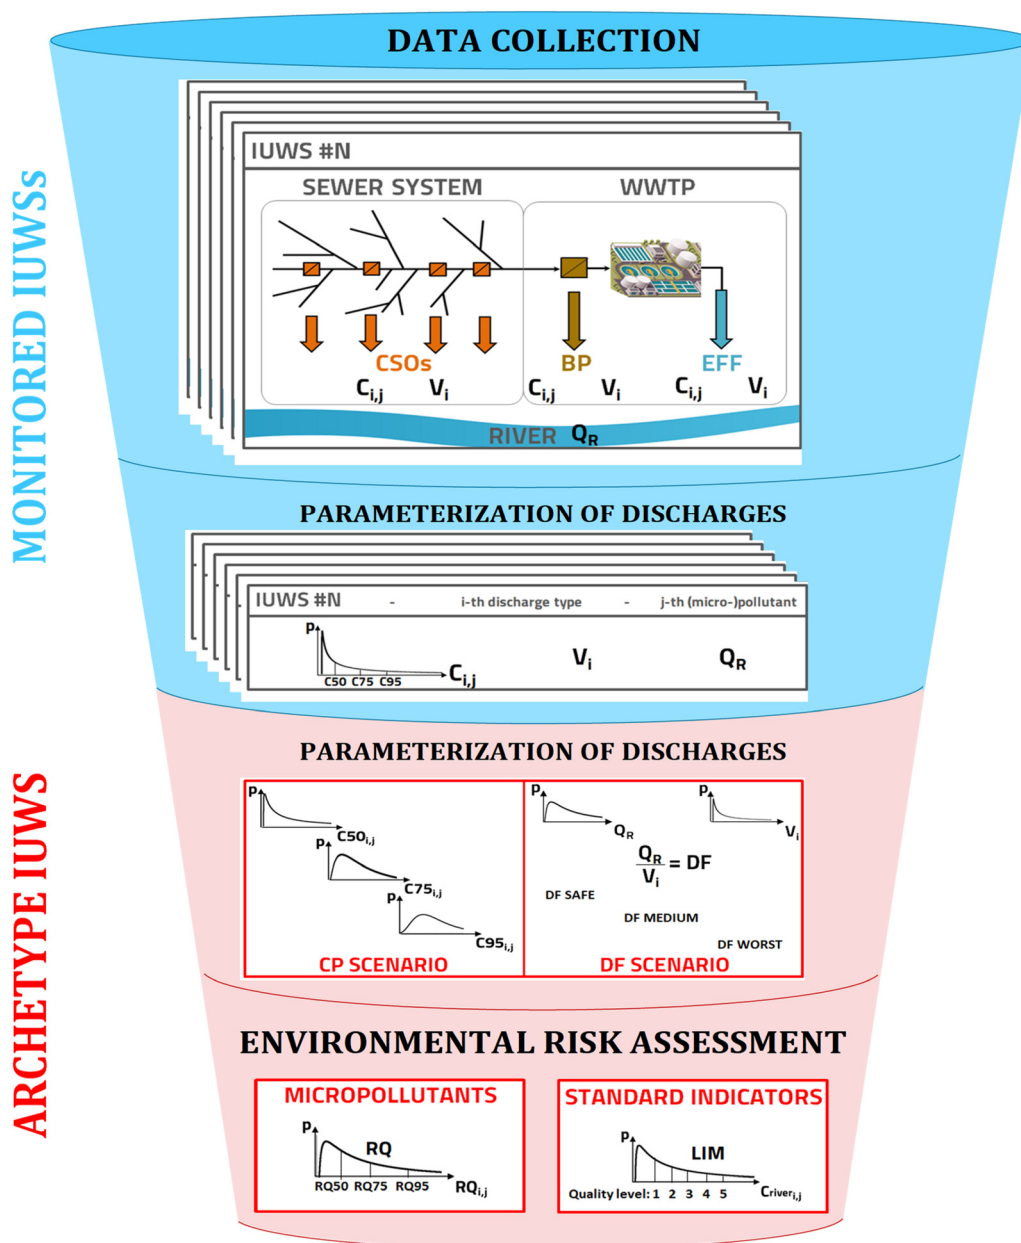 DATA COLLECTION
MONITORED IUWSs
IUWS #N
SEWER SYSTEM WWTP
CSOs BP EFF
Ci,j Vi Ci,j Vi Ci,j Vi
RIVER QR
PARAMETERIZATION OF DISCHARGES
IUWS #N - i-th discharge type - j-th (micro-)pollutant
p
C50 C75 C95 Ci,j Vi QR
ARCHETYPE IUWS
PARAMETERIZATION OF DISCHARGES
p
C50i,j
p
C75i,j
p
C95i,j
CP SCENARIO
p
QR
p
Vi
QR
Vi
= DF
DF SAFE
DF MEDIUM
DF WORST
DF SCENARIO
ENVIRONMENTAL RISK ASSESSMENT
MICROPOLLUTANTS
p
RQ
RQ50 RQ75 RQ95 RQi,j
STANDARD INDICATORS
p
LIM
Quality level: 1 2 3 4 5 Criveri,j